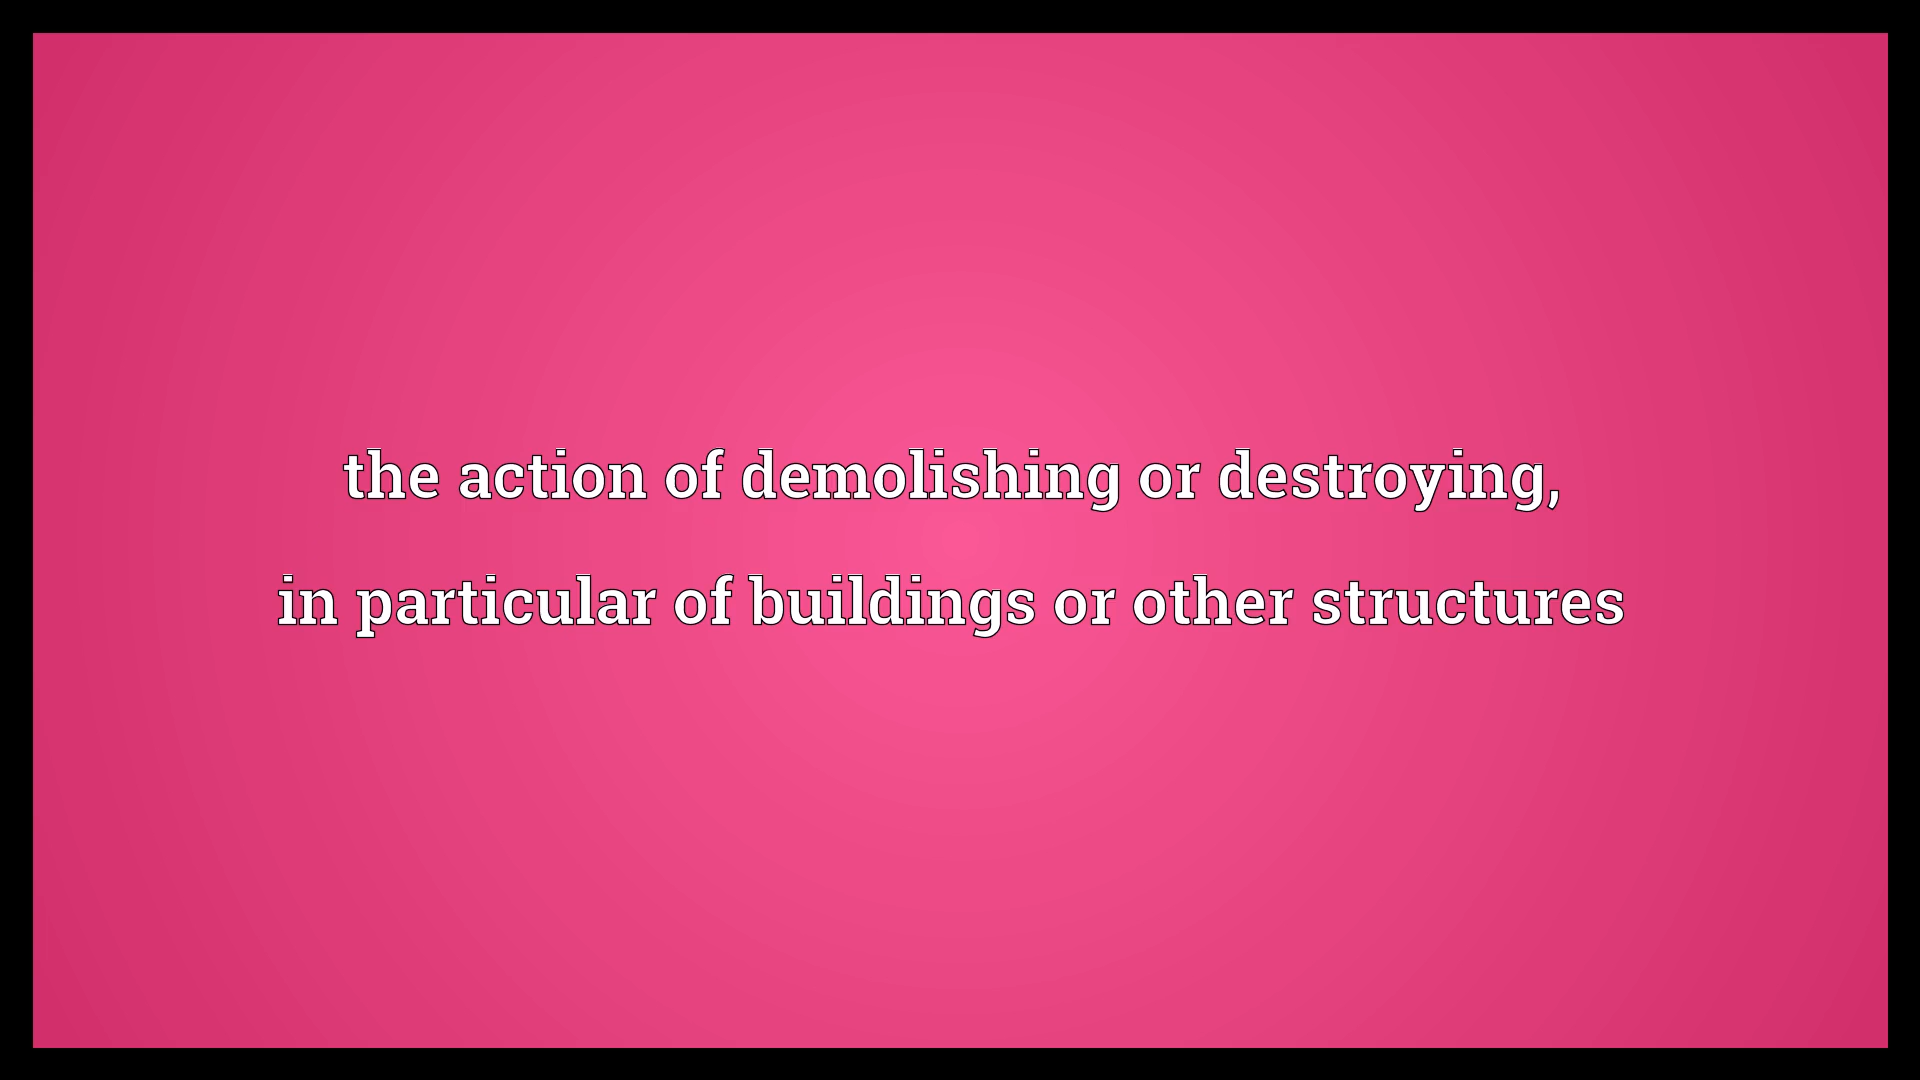 the action of demolishing or destroying,
in particular of buildings or other structures